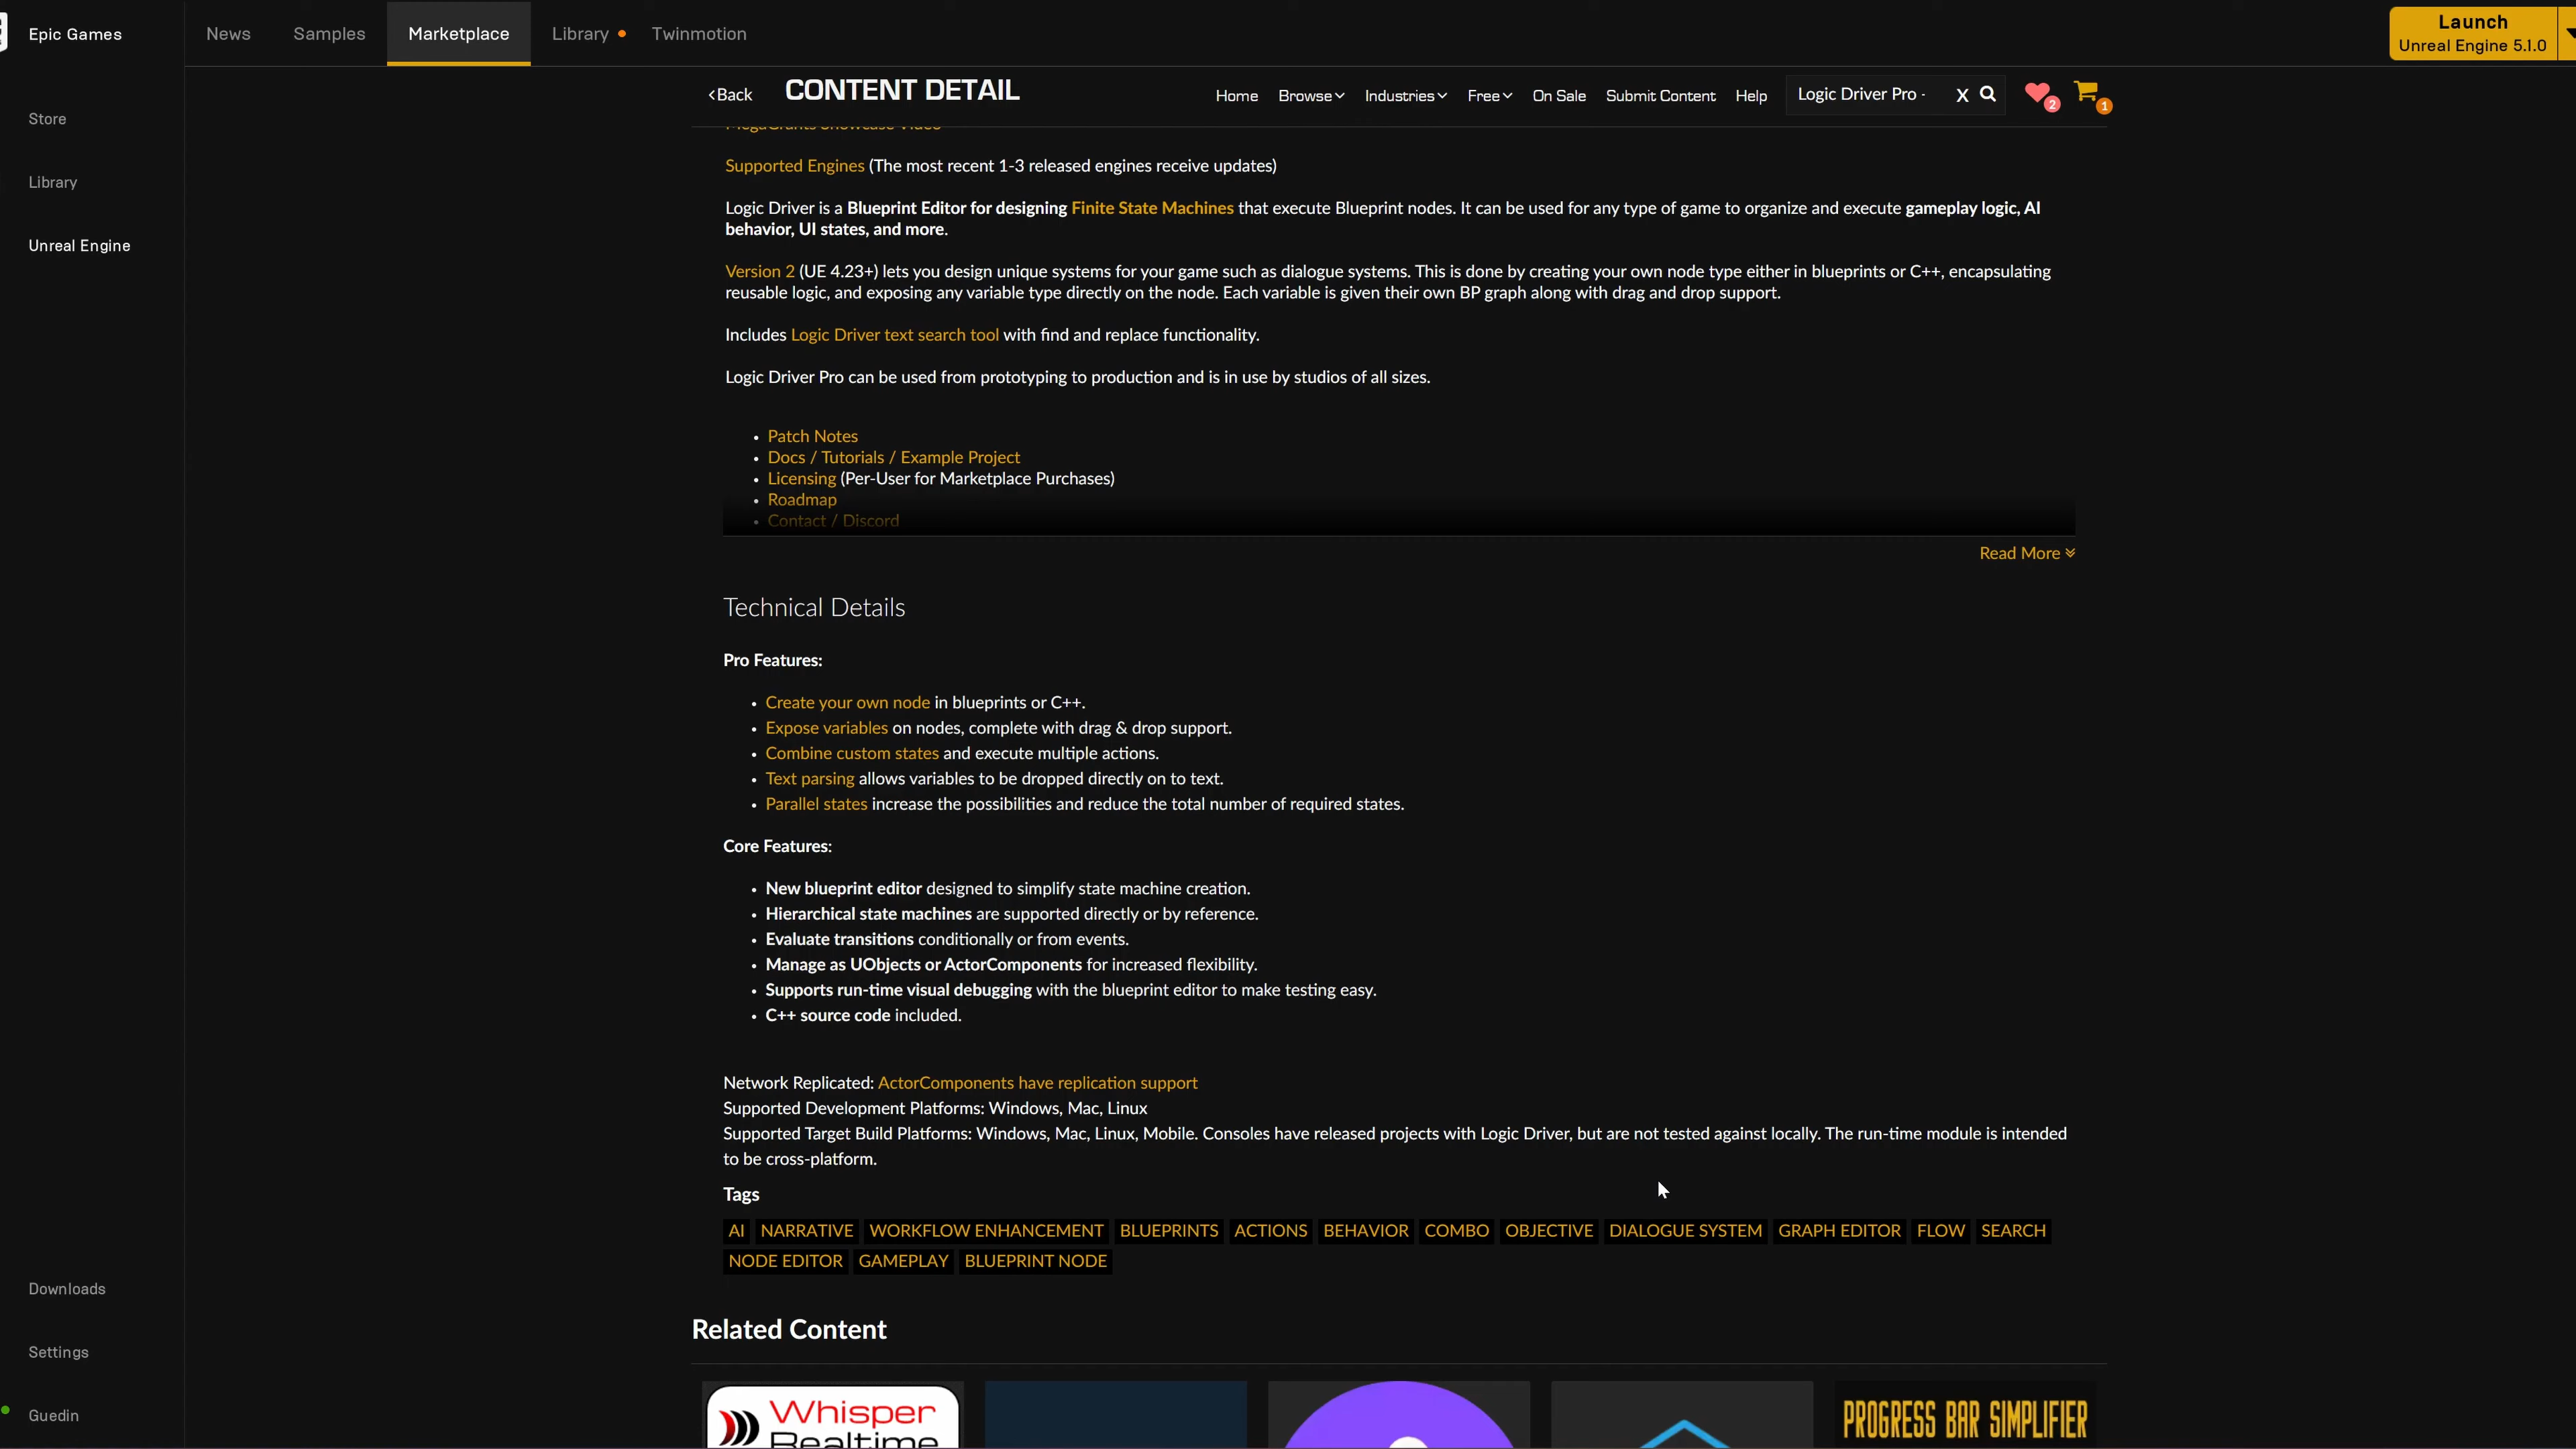 Epic Games
News Samples Marketplace Library Twinmotion
Launch
Unreal Engine 5.1.0
Store
Library
Unreal Engine
Downloads
Settings
Guedin
Back
CONTENT DETAIL
Home Browse Industries Free On Sale Submit Content Help
Logic Driver Pro - X
2
1
MegaGrants Showcase Video
Supported Engines (The most recent 1-3 released engines receive updates)
Logic Driver is a Blueprint Editor for designing Finite State Machines that execute Blueprint nodes. It can be used for any type of game to organize and execute gameplay logic, AI
behavior, UI states, and more.
Version 2 (UE 4.23+) lets you design unique systems for your game such as dialogue systems. This is done by creating your own node type either in blueprints or C++, encapsulating
reusable logic, and exposing any variable type directly on the node. Each variable is given their own BP graph along with drag and drop support.
Includes Logic Driver text search tool with find and replace functionality.
Logic Driver Pro can be used from prototyping to production and is in use by studios of all sizes.
• Patch Notes
• Docs / Tutorials / Example Project
• Licensing (Per-User for Marketplace Purchases)
• Roadmap
• Contact / Discord
Read More
Technical Details
Pro Features:
• Create your own node in blueprints or C++.
• Expose variables on nodes, complete with drag & drop support.
• Combine custom states and execute multiple actions.
• Text parsing allows variables to be dropped directly on to text.
• Parallel states increase the possibilities and reduce the total number of required states.
Core Features:
• New blueprint editor designed to simplify state machine creation.
• Hierarchical state machines are supported directly or by reference.
• Evaluate transitions conditionally or from events.
• Manage as UObjects or ActorComponents for increased flexibility.
• Supports run-time visual debugging with the blueprint editor to make testing easy.
• C++ source code included.
Network Replicated: ActorComponents have replication support
Supported Development Platforms: Windows, Mac, Linux
Supported Target Build Platforms: Windows, Mac, Linux, Mobile. Consoles have released projects with Logic Driver, but are not tested against locally. The run-time module is intended
to be cross-platform.
Tags
AI NARRATIVE WORKFLOW ENHANCEMENT BLUEPRINTS ACTIONS BEHAVIOR COMBO OBJECTIVE DIALOGUE SYSTEM GRAPH EDITOR FLOW SEARCH
NODE EDITOR GAMEPLAY BLUEPRINT NODE
Related Content
Whisper
Realtime
PROGRESS BAR SIMPLIFIER